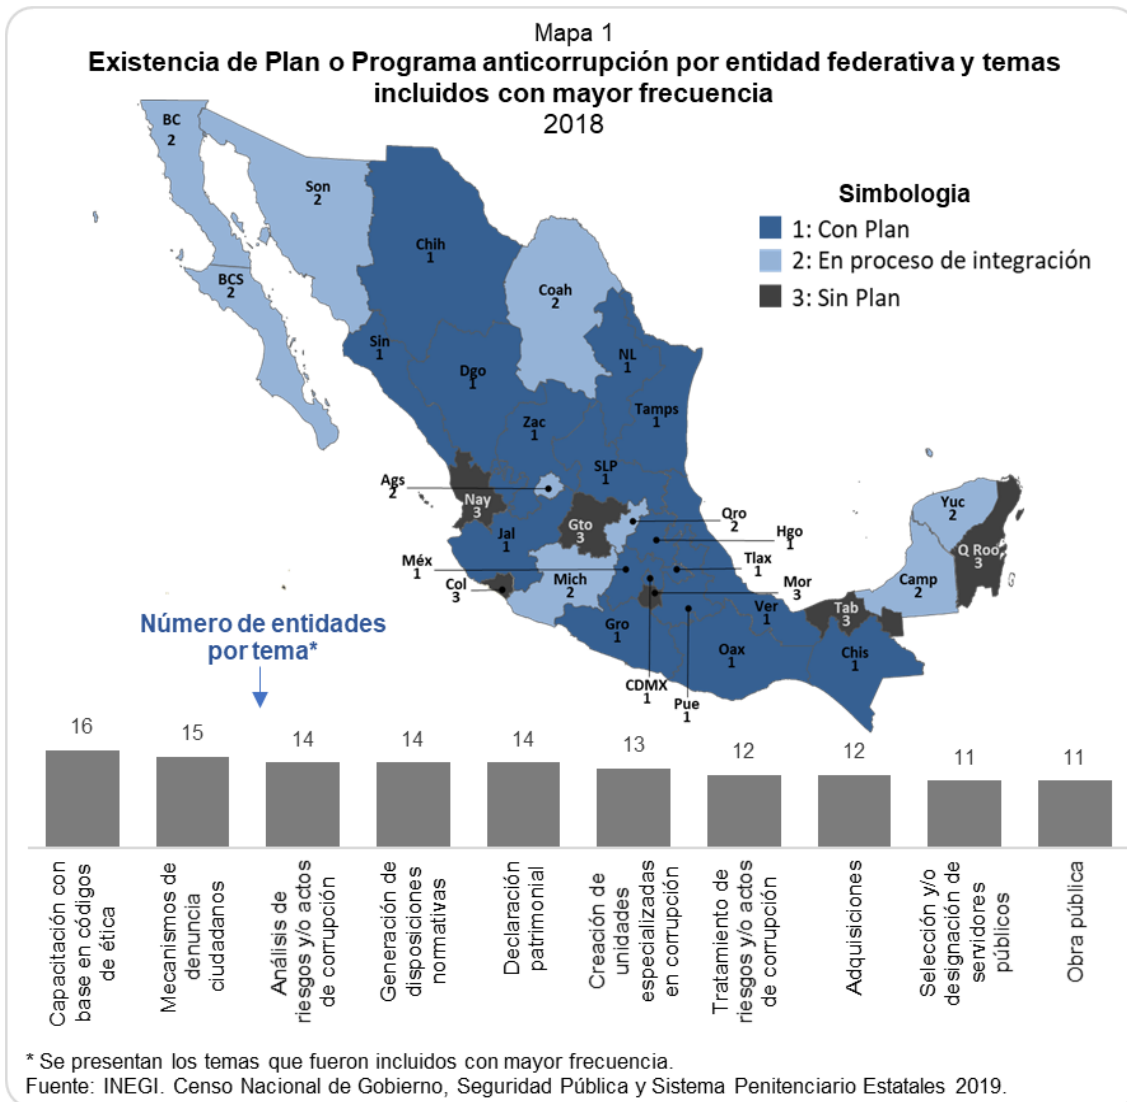 Mapa 1
Existencia de Plan o Programa anticorrupción por entidad federativa y temas
incluidos con mayor frecuencia
2018
Simbologia
1: Con Plan
2: En proceso de integración
3: Sin Plan
BC
2
Son
2
BCS
2
Chih
1
Coah
2
Sin
1
Dgo
1
NL
1
Zac
1
Tamps
1
SLP
1
Ags
2
Nay
3
Gto
3
Jal
1
Qro
2
Hgo
1
Yuc
2
Q Roo
3
Méx
1
Col
3
Mich
2
Tlax
1
Mor
3
Camp
2
Ver
1
Tab
3
Gro
1
Oax
1
Chis
1
CDMX
1
Pue
1
Número de entidades
por tema*
16
15
14
14
14
13
12
12
11
11
Capacitación con
base en códigos
de ética
Mecanismos de
denuncia
ciudadanos
Análisis de
riesgos y/o actos
de corrupción
Generación de
disposiciones
normativas
Declaración
patrimonial
Creación de
unidades
especializadas
en corrupción
Tratamiento de
riesgos y/o actos
de corrupción
Adquisiciones
Selección y/o
designación de
servidores
públicos
Obra pública
* Se presentan los temas que fueron incluidos con mayor frecuencia.
Fuente: INEGI. Censo Nacional de Gobierno, Seguridad Pública y Sistema Penitenciario Estatales 2019.